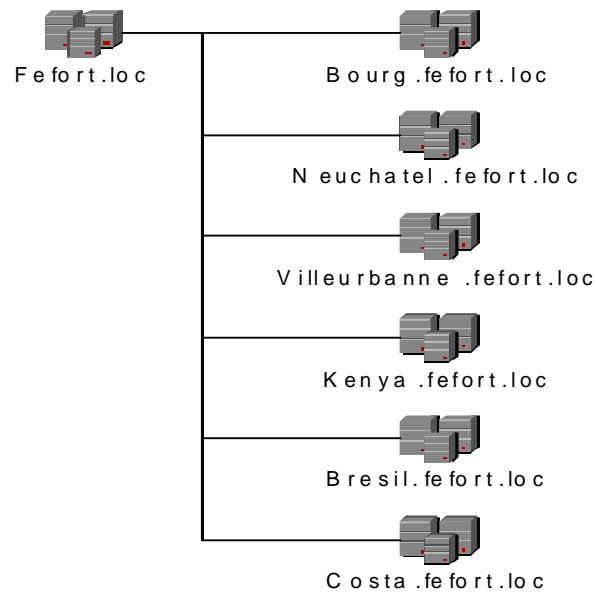 Fefort.loc
Bourg.fefort.loc
Neuchatel.fefort.loc
Villeurbanne.fefort.loc
Kenya.fefort.loc
Bresil.fefort.loc
Costa.fefort.loc